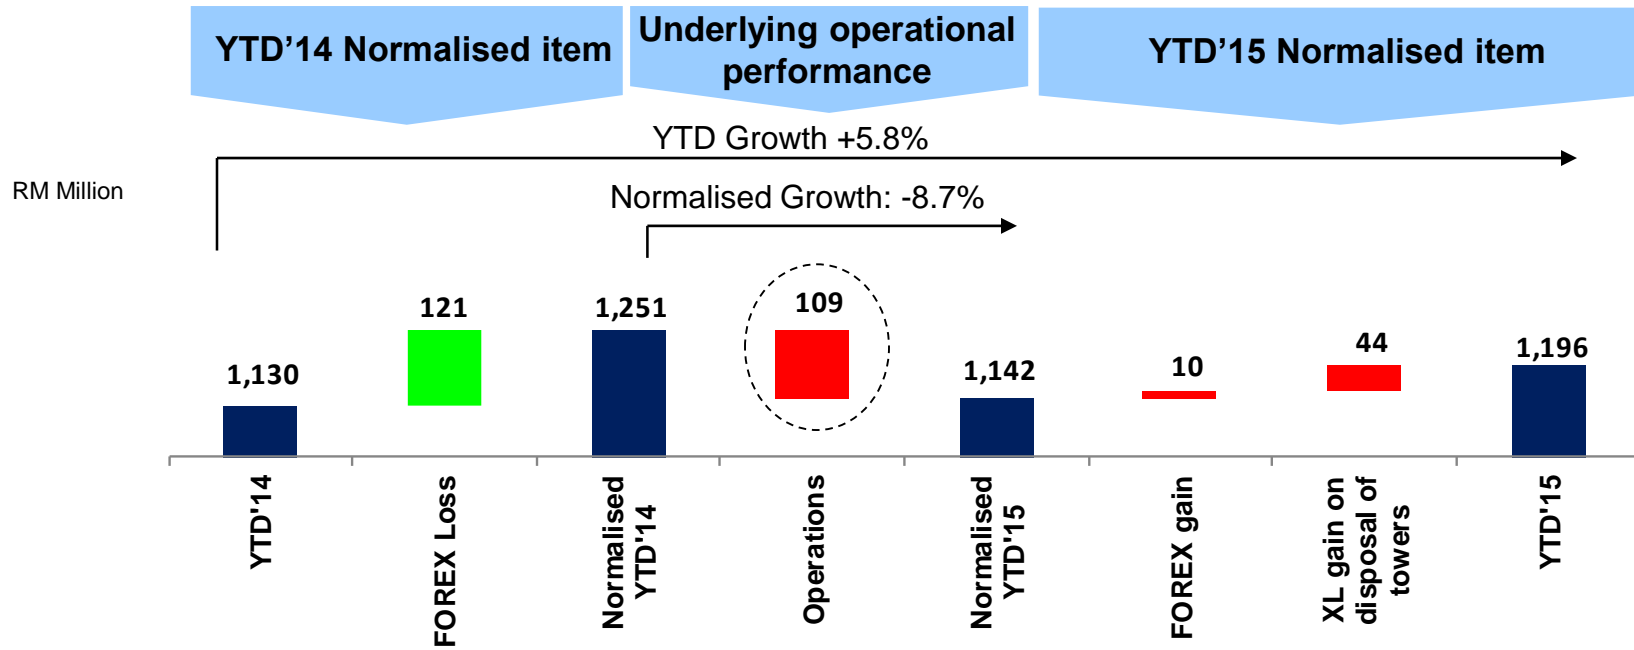 YTD’14 Normalised item
Underlying operational
performance
YTD’15 Normalised item
YTD Growth +5.8%
RM Million
Normalised Growth: -8.7%
1,130
121
1,251
109
1,142
10
44
1,196
YTD'14
FOREX Loss
Normalised
YTD'14
Operations
Normalised
YTD'15
FOREX gain
XL gain on
disposal of
towers
YTD'15